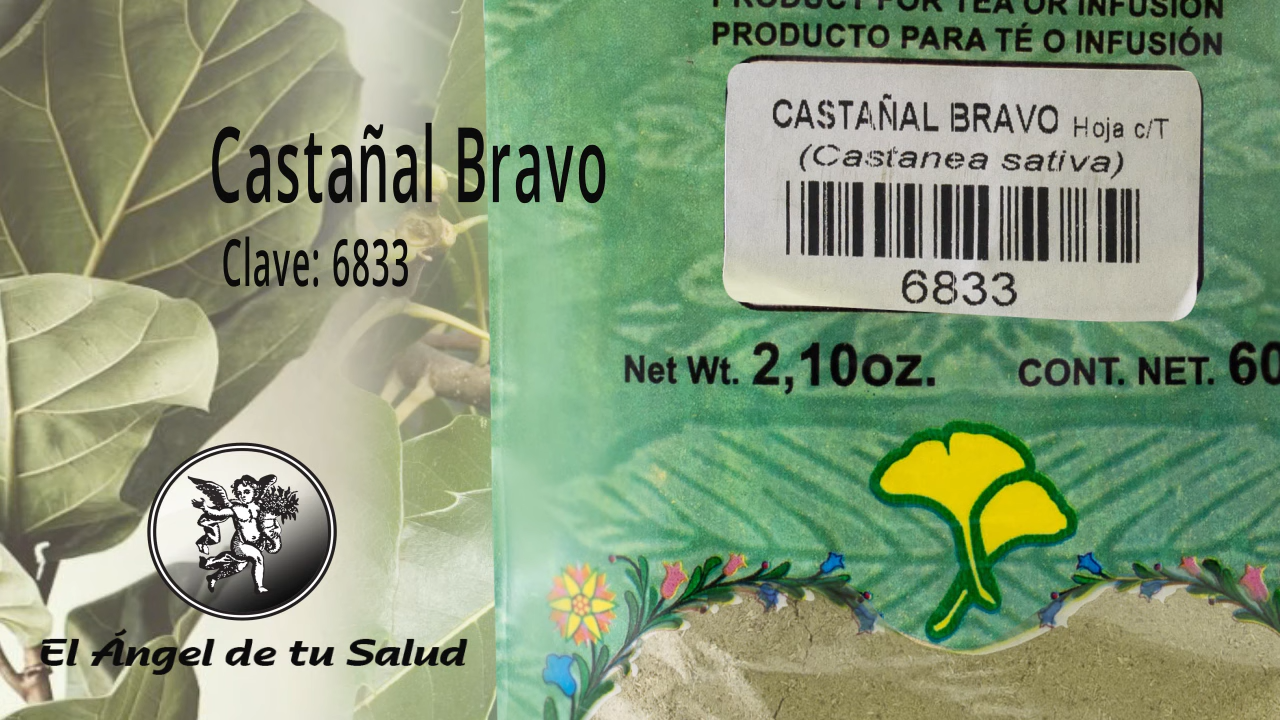 Castañal Bravo
Clave: 6833
El Ángel de tu Salud
PRODUCT FOR TEA OR INFUSION
PRODUCTO PARA TÉ O INFUSIÓN
CASTAÑAL BRAVO Hoja c/T
(Castanea sativa)
6833
Net Wt. 2,10oz. CONT. NET. 60